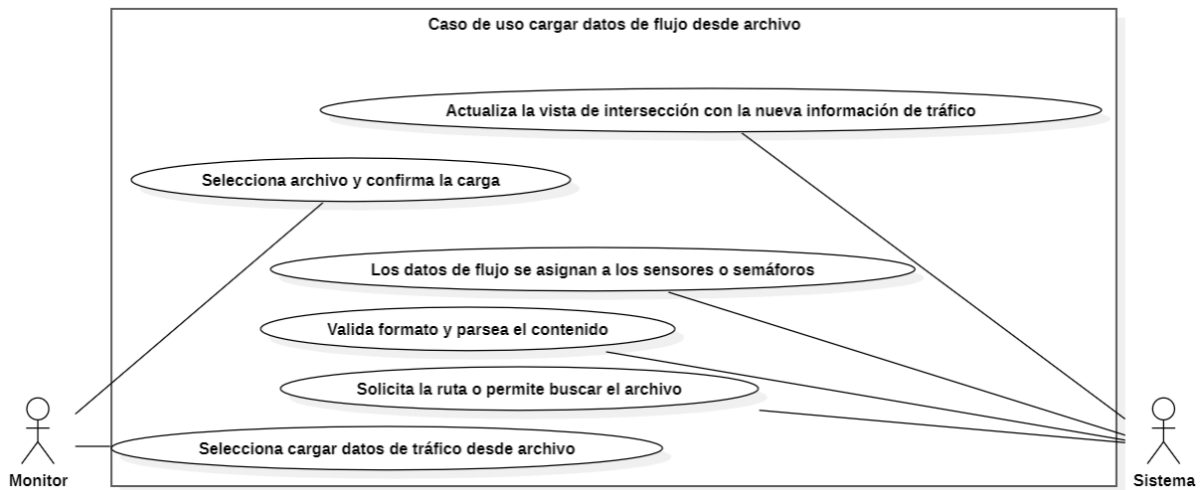 Caso de uso cargar datos de flujo desde archivo
Actualiza la vista de intersección con la nueva información de tráfico
Selecciona archivo y confirma la carga
Los datos de flujo se asignan a los sensores o semáforos
Valida formato y parsea el contenido
Solicita la ruta o permite buscar el archivo
Selecciona cargar datos de tráfico desde archivo
Monitor
Sistema